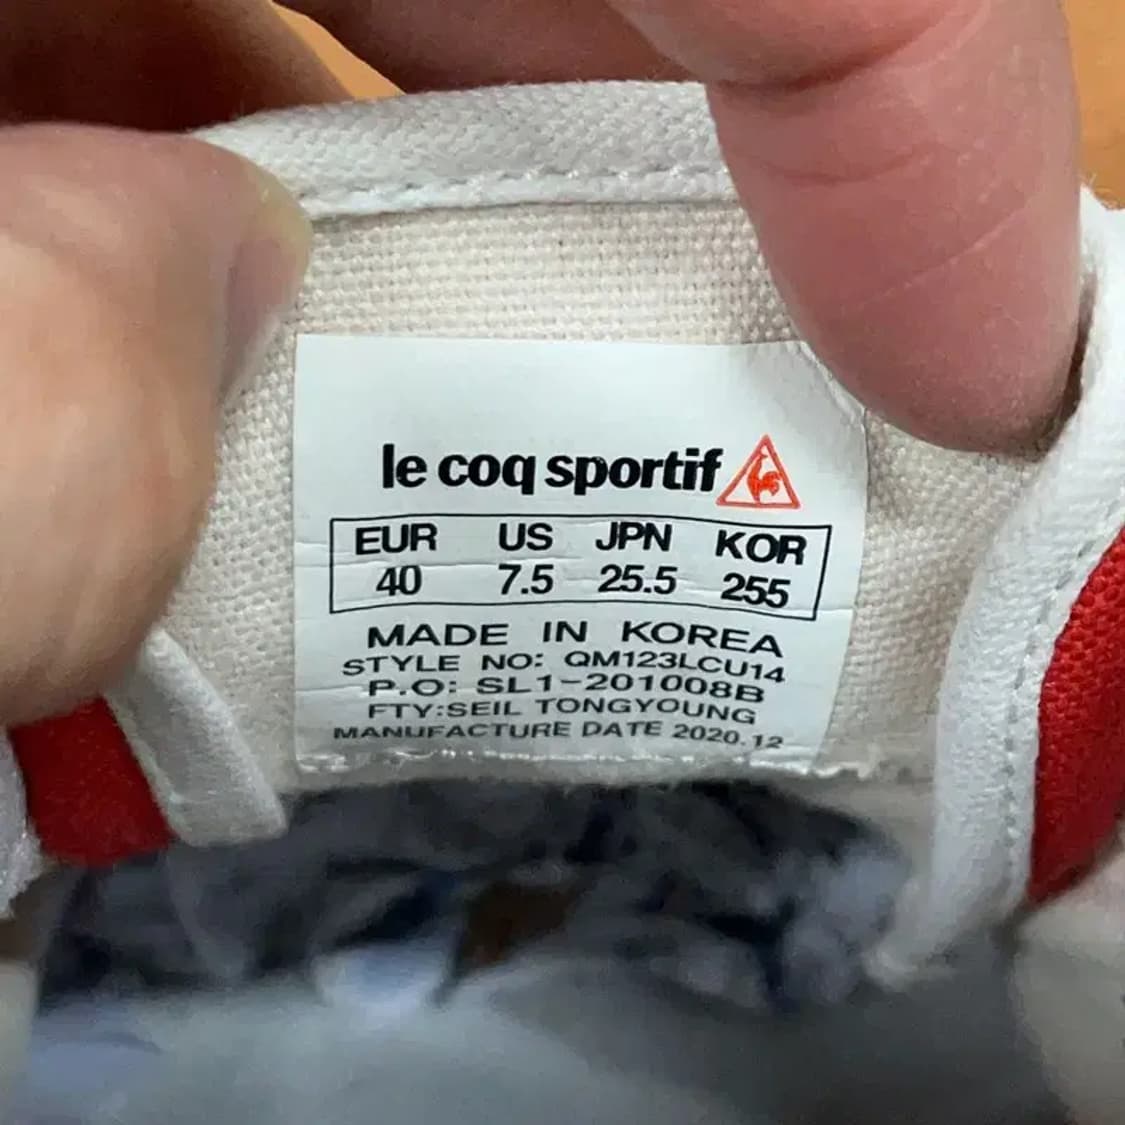 le coq sportif
EUR US JPN KOR
40 7.5 25.5 255
MADE IN KOREA
STYLE NO: QM123LCU14
P.O: SL1-201008B
FTY:SEIL TONGYOUNG
MANUFACTURE DATE 2020.12